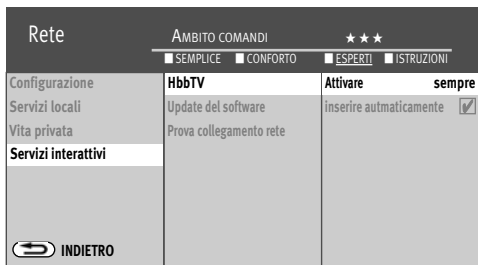 Rete
AMBITO COMANDI ★★★
SEMPLICE CONFORTO ESPERTI ISTRUZIONI
Configurazione HbbTV Attivare sempre
Servizi locali Update del software inserire autmaticamente
Vita privata Prova collegamento rete
Servizi interattivi
INDIETRO